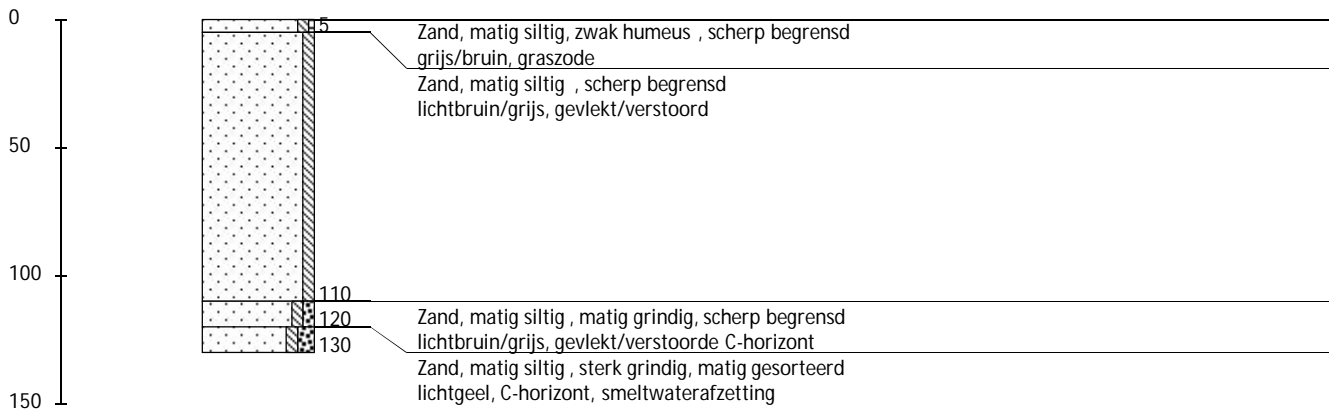 0
5
Zand, matig siltig, zwak humeus , scherp begrensd
grijs/bruin, graszode
Zand, matig siltig , scherp begrensd
lichtbruin/grijs, gevlekt/verstoord
50
100
110
120
Zand, matig siltig , matig grindig, scherp begrensd
lichtbruin/grijs, gevlekt/verstoorde C-horizont
130
Zand, matig siltig , sterk grindig, matig gesorteerd
lichtgeel, C-horizont, smeltwaterafzetting
150